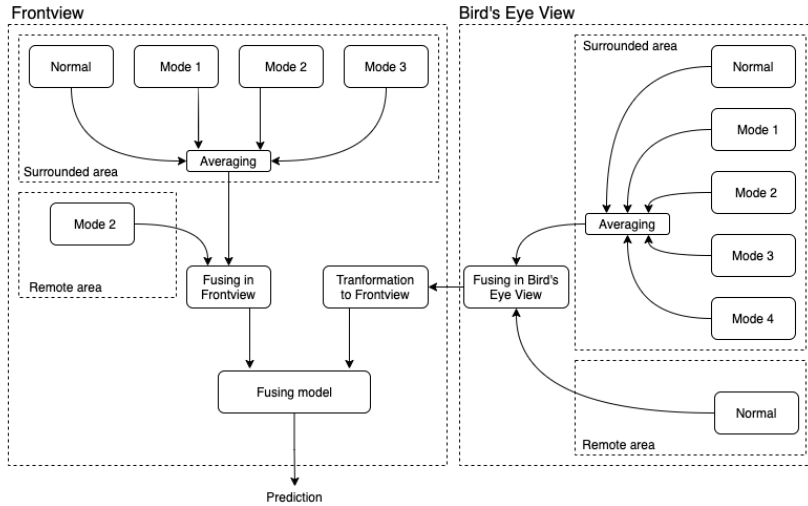 Frontview
Surrounded area
Normal
Mode 1
Mode 2
Mode 3
Averaging
Remote area
Mode 2
Fusing in
Frontview
Tranformation
to Frontview
Fusing model
Prediction
Bird's Eye View
Surrounded area
Normal
Mode 1
Mode 2
Mode 3
Mode 4
Averaging
Fusing in Bird's
Eye View
Normal
Remote area